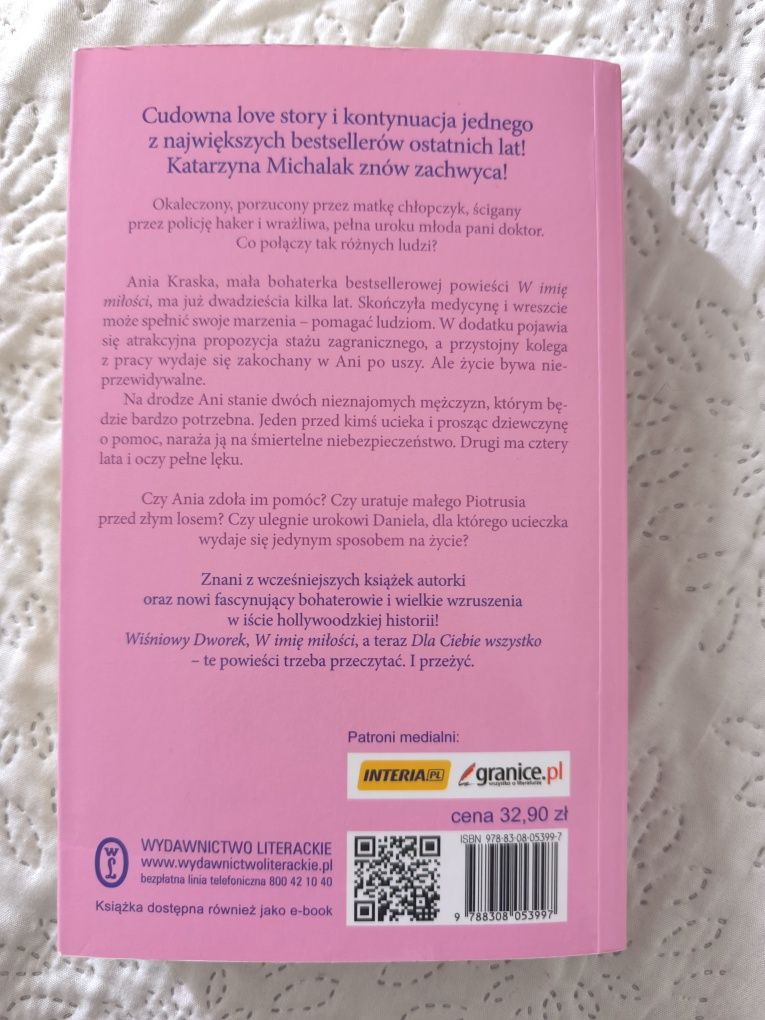 Cudowna love story i kontynuacja jednego
z największych bestsellerów ostatnich lat!
Katarzyna Michalak znów zachwyca!
Okaleczony, porzucony przez matkę chłopczyk, ścigany
przez policję haker i wrażliwa, pełna uroku młoda pani doktor.
Co połączy tak różnych ludzi?
Ania Kraska, mała bohaterka bestsellerowej powieści W imię
miłości, ma już dwadzieścia kilka lat. Skończyła medycynę i wreszcie
może spełnić swoje marzenia – pomagać ludziom. W dodatku pojawia
się atrakcyjna propozycja stażu zagranicznego, a przystojny kolega
z pracy wydaje się zakochany w Ani po uszy. Ale życie bywa nie-
przewidywalne.
Na drodze Ani stanie dwóch nieznajomych mężczyzn, którym bę-
dzie bardzo potrzebna. Jeden przed kimś ucieka i prosząc dziewczynę
o pomoc, naraża ją na śmiertelne niebezpieczeństwo. Drugi ma cztery
lata i oczy pełne lęku.
Czy Ania zdoła im pomóc? Czy uratuje małego Piotrusia
przed złym losem? Czy ulegnie urokowi Daniela, dla którego ucieczka
wydaje się jedynym sposobem na życie?
Znani z wcześniejszych książek autorki
oraz nowi fascynujący bohaterowie i wielkie wzruszenia
w iście hollywoodzkiej historii!
Wiśniowy Dworek, W imię miłości, a teraz Dla Ciebie wszystko
– te powieści trzeba przeczytać. I przeżyć.
Patroni medialni:
INTERIA.PL granice.pl
wszystko o literaturze
cena 32,90 zł
WYDAWNICTWO LITERACKIE
www.wydawnictwoliterackie.pl
bezpłatna linia telefoniczna 800 42 10 40
Książka dostępna również jako e-book
ISBN 978-83-08-05399-7
9 788308 053997